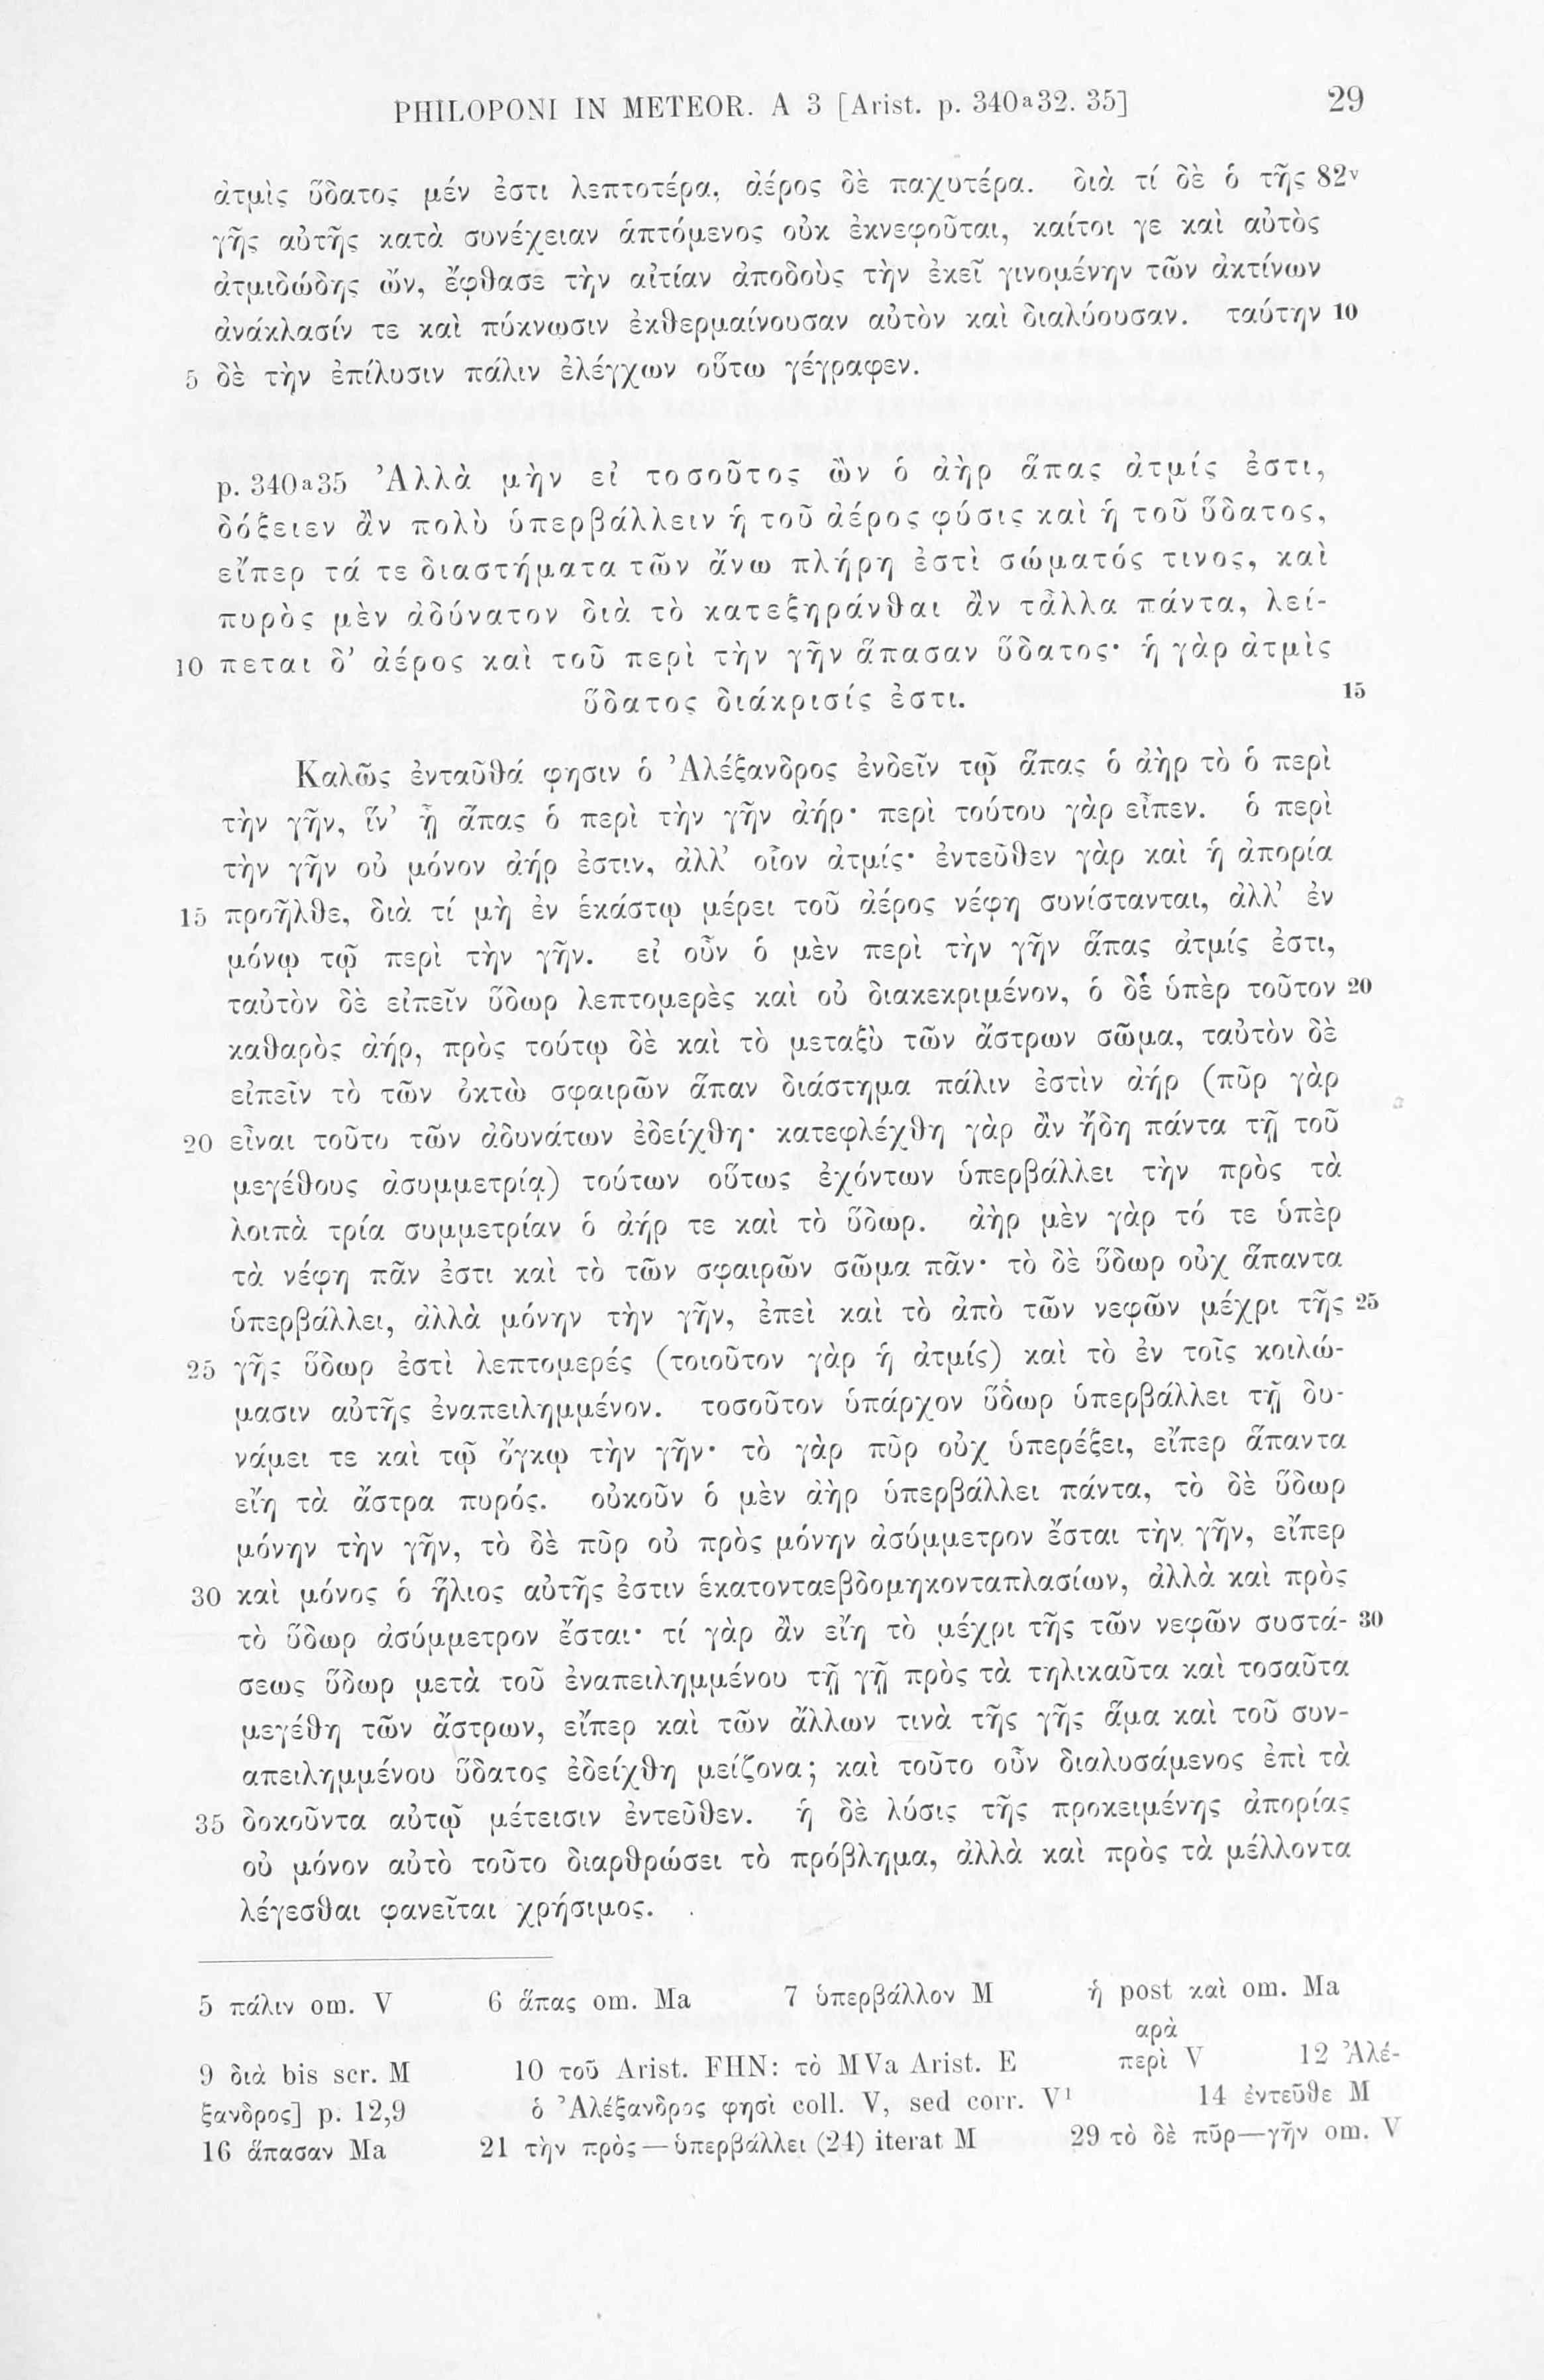 PHILOPONI IN METEOR. A 3 [Arist. p. 340a32. 35] 29
ἀτμὶς ὕδατος μέν ἐστι λεπτοτέρα, ἀέρος δὲ παχυτέρα. διὰ τί δὲ ὁ τῆς 82v
γῆς αὐτῆς κατὰ συνέχειαν ἁπτόμενος οὐκ ἐκνεφοῦται, καίτοι γε καὶ αὐτὸς
ἀτμιδώδης ὤν, ἔφθασε τὴν αἰτίαν ἀποδοὺς τὴν ἐκεῖ γινομένην τῶν ἀκτίνων
ἀνάκλασίν τε καὶ πύκνωσιν ἐκθερμαίνουσαν αὐτὸν καὶ διαλύουσαν. ταύτην 10
5 δὲ τὴν ἐπίλυσιν πάλιν ἐλέγχων οὕτω γέγραφεν.
p. 340a35 Ἀλλὰ μὴν εἰ τοσοῦτος ὢν ὁ ἀὴρ ἅπας ἀτμίς ἐστι,
δόξειεν ἂν πολὺ ὑπερβάλλειν ἡ τοῦ ἀέρος φύσις καὶ ἡ τοῦ ὕδατος,
εἴπερ τά τε διαστήματα τῶν ἄνω πλήρη ἐστὶ σώματός τινος, καὶ
πυρὸς μὲν ἀδύνατον διὰ τὸ κατεξηράνθαι ἂν τἆλλα πάντα, λεί-
10 πεται δ’ ἀέρος καὶ τοῦ περὶ τὴν γῆν ἅπασαν ὕδατος· ἡ γὰρ ἀτμὶς
ὕδατος διάκρισίς ἐστι. 15
Καλῶς ἐνταῦθά φησιν ὁ Ἀλέξανδρος ἐνδεῖν τῷ ἅπας ὁ ἀὴρ τὸ ὁ περὶ
τὴν γῆν, ἵν’ ᾖ ἅπας ὁ περὶ τὴν γῆν ἀήρ· περὶ τούτου γὰρ εἶπεν. ὁ περὶ
τὴν γῆν οὐ μόνον ἀήρ ἐστιν, ἀλλ’ οἷον ἀτμίς· ἐντεῦθεν γὰρ καὶ ἡ ἀπορία
15 προῆλθε, διὰ τί μὴ ἐν ἑκάστῳ μέρει τοῦ ἀέρος νέφη συνίστανται, ἀλλ’ ἐν
μόνῳ τῷ περὶ τὴν γῆν. εἰ οὖν ὁ μὲν περὶ τὴν γῆν ἅπας ἀτμίς ἐστι,
ταὐτὸν δὲ εἰπεῖν ὕδωρ λεπτομερὲς καὶ οὐ διακεκριμένον, ὁ δὲ ὑπὲρ τοῦτον 20
καθαρὸς ἀήρ, πρὸς τούτῳ δὲ καὶ τὸ μεταξὺ τῶν ἄστρων σῶμα, ταὐτὸν δὲ
εἰπεῖν τὸ τῶν ὀκτὼ σφαιρῶν ἅπαν διάστημα πάλιν ἐστὶν ἀήρ (πῦρ γὰρ
20 εἶναι τοῦτο τῶν ἀδυνάτων ἐδείχθη· κατεφλέχθη γὰρ ἂν ἤδη πάντα τῇ τοῦ
μεγέθους ἀσυμμετρίᾳ) τούτων οὕτως ἐχόντων ὑπερβάλλει τὴν πρὸς τὰ
λοιπὰ τρία συμμετρίαν ὁ ἀήρ τε καὶ τὸ ὕδωρ. ἀὴρ μὲν γὰρ τό τε ὑπὲρ
τὰ νέφη πᾶν ἐστι καὶ τὸ τῶν σφαιρῶν σῶμα πᾶν· τὸ δὲ ὕδωρ οὐχ ἅπαντα
ὑπερβάλλει, ἀλλὰ μόνην τὴν γῆν, ἐπεὶ καὶ τὸ ἀπὸ τῶν νεφῶν μέχρι τῆς 25
25 γῆς ὕδωρ ἐστὶ λεπτομερές (τοιοῦτον γὰρ ἡ ἀτμίς) καὶ τὸ ἐν τοῖς κοιλώ-
μασιν αὐτῆς ἐναπειλημμένον. τοσοῦτον ὑπάρχον ὕδωρ ὑπερβάλλει τῇ δυ-
νάμει τε καὶ τῷ ὄγκῳ τὴν γῆν· τὸ γὰρ πῦρ οὐχ ὑπερέξει, εἴπερ ἅπαντα
εἴη τὰ ἄστρα πυρός. οὐκοῦν ὁ μὲν ἀὴρ ὑπερβάλλει πάντα, τὸ δὲ ὕδωρ
μόνην τὴν γῆν, τὸ δὲ πῦρ οὐ πρὸς μόνην ἀσύμμετρον ἔσται τὴν γῆν, εἴπερ
30 καὶ μόνος ὁ ἥλιος αὐτῆς ἐστιν ἑκατονταεβδομηκονταπλασίων, ἀλλὰ καὶ πρὸς
τὸ ὕδωρ ἀσύμμετρον ἔσται· τί γὰρ ἂν εἴη τὸ μέχρι τῆς τῶν νεφῶν συστά- 30
σεως ὕδωρ μετὰ τοῦ ἐναπειλημμένου τῇ γῇ πρὸς τὰ τηλικαῦτα καὶ τοσαῦτα
μεγέθη τῶν ἄστρων, εἴπερ καὶ τῶν ἄλλων τινὰ τῆς γῆς ἅμα καὶ τοῦ συν-
απειλημμένου ὕδατος ἐδείχθη μείζονα; καὶ τοῦτο οὖν διαλυσάμενος ἐπὶ τὰ
35 δοκοῦντα αὐτῷ μέτεισιν ἐντεῦθεν. ἡ δὲ λύσις τῆς προκειμένης ἀπορίας
οὐ μόνον αὐτὸ τοῦτο διαρθρώσει τὸ πρόβλημα, ἀλλὰ καὶ πρὸς τὰ μέλλοντα
λέγεσθαι φανεῖται χρήσιμος.
5 πάλιν om. V 6 ἅπας om. Ma 7 ὑπερβάλλον M ἡ post καὶ om. Ma
αρὰ
9 διὰ bis scr. M 10 τοῦ Arist. FHN: τὸ MVa Arist. E περὶ V 12 Ἀλέ-
ξανδρος] p. 12,9 ὁ Ἀλέξανδρος φησὶ coll. V, sed corr. V1 14 ἐντεῦθε M
16 ἅπασαν Ma 21 τὴν πρὸς—ὑπερβάλλει (24) iterat M 29 τὸ δὲ πῦρ—γῆν om. V